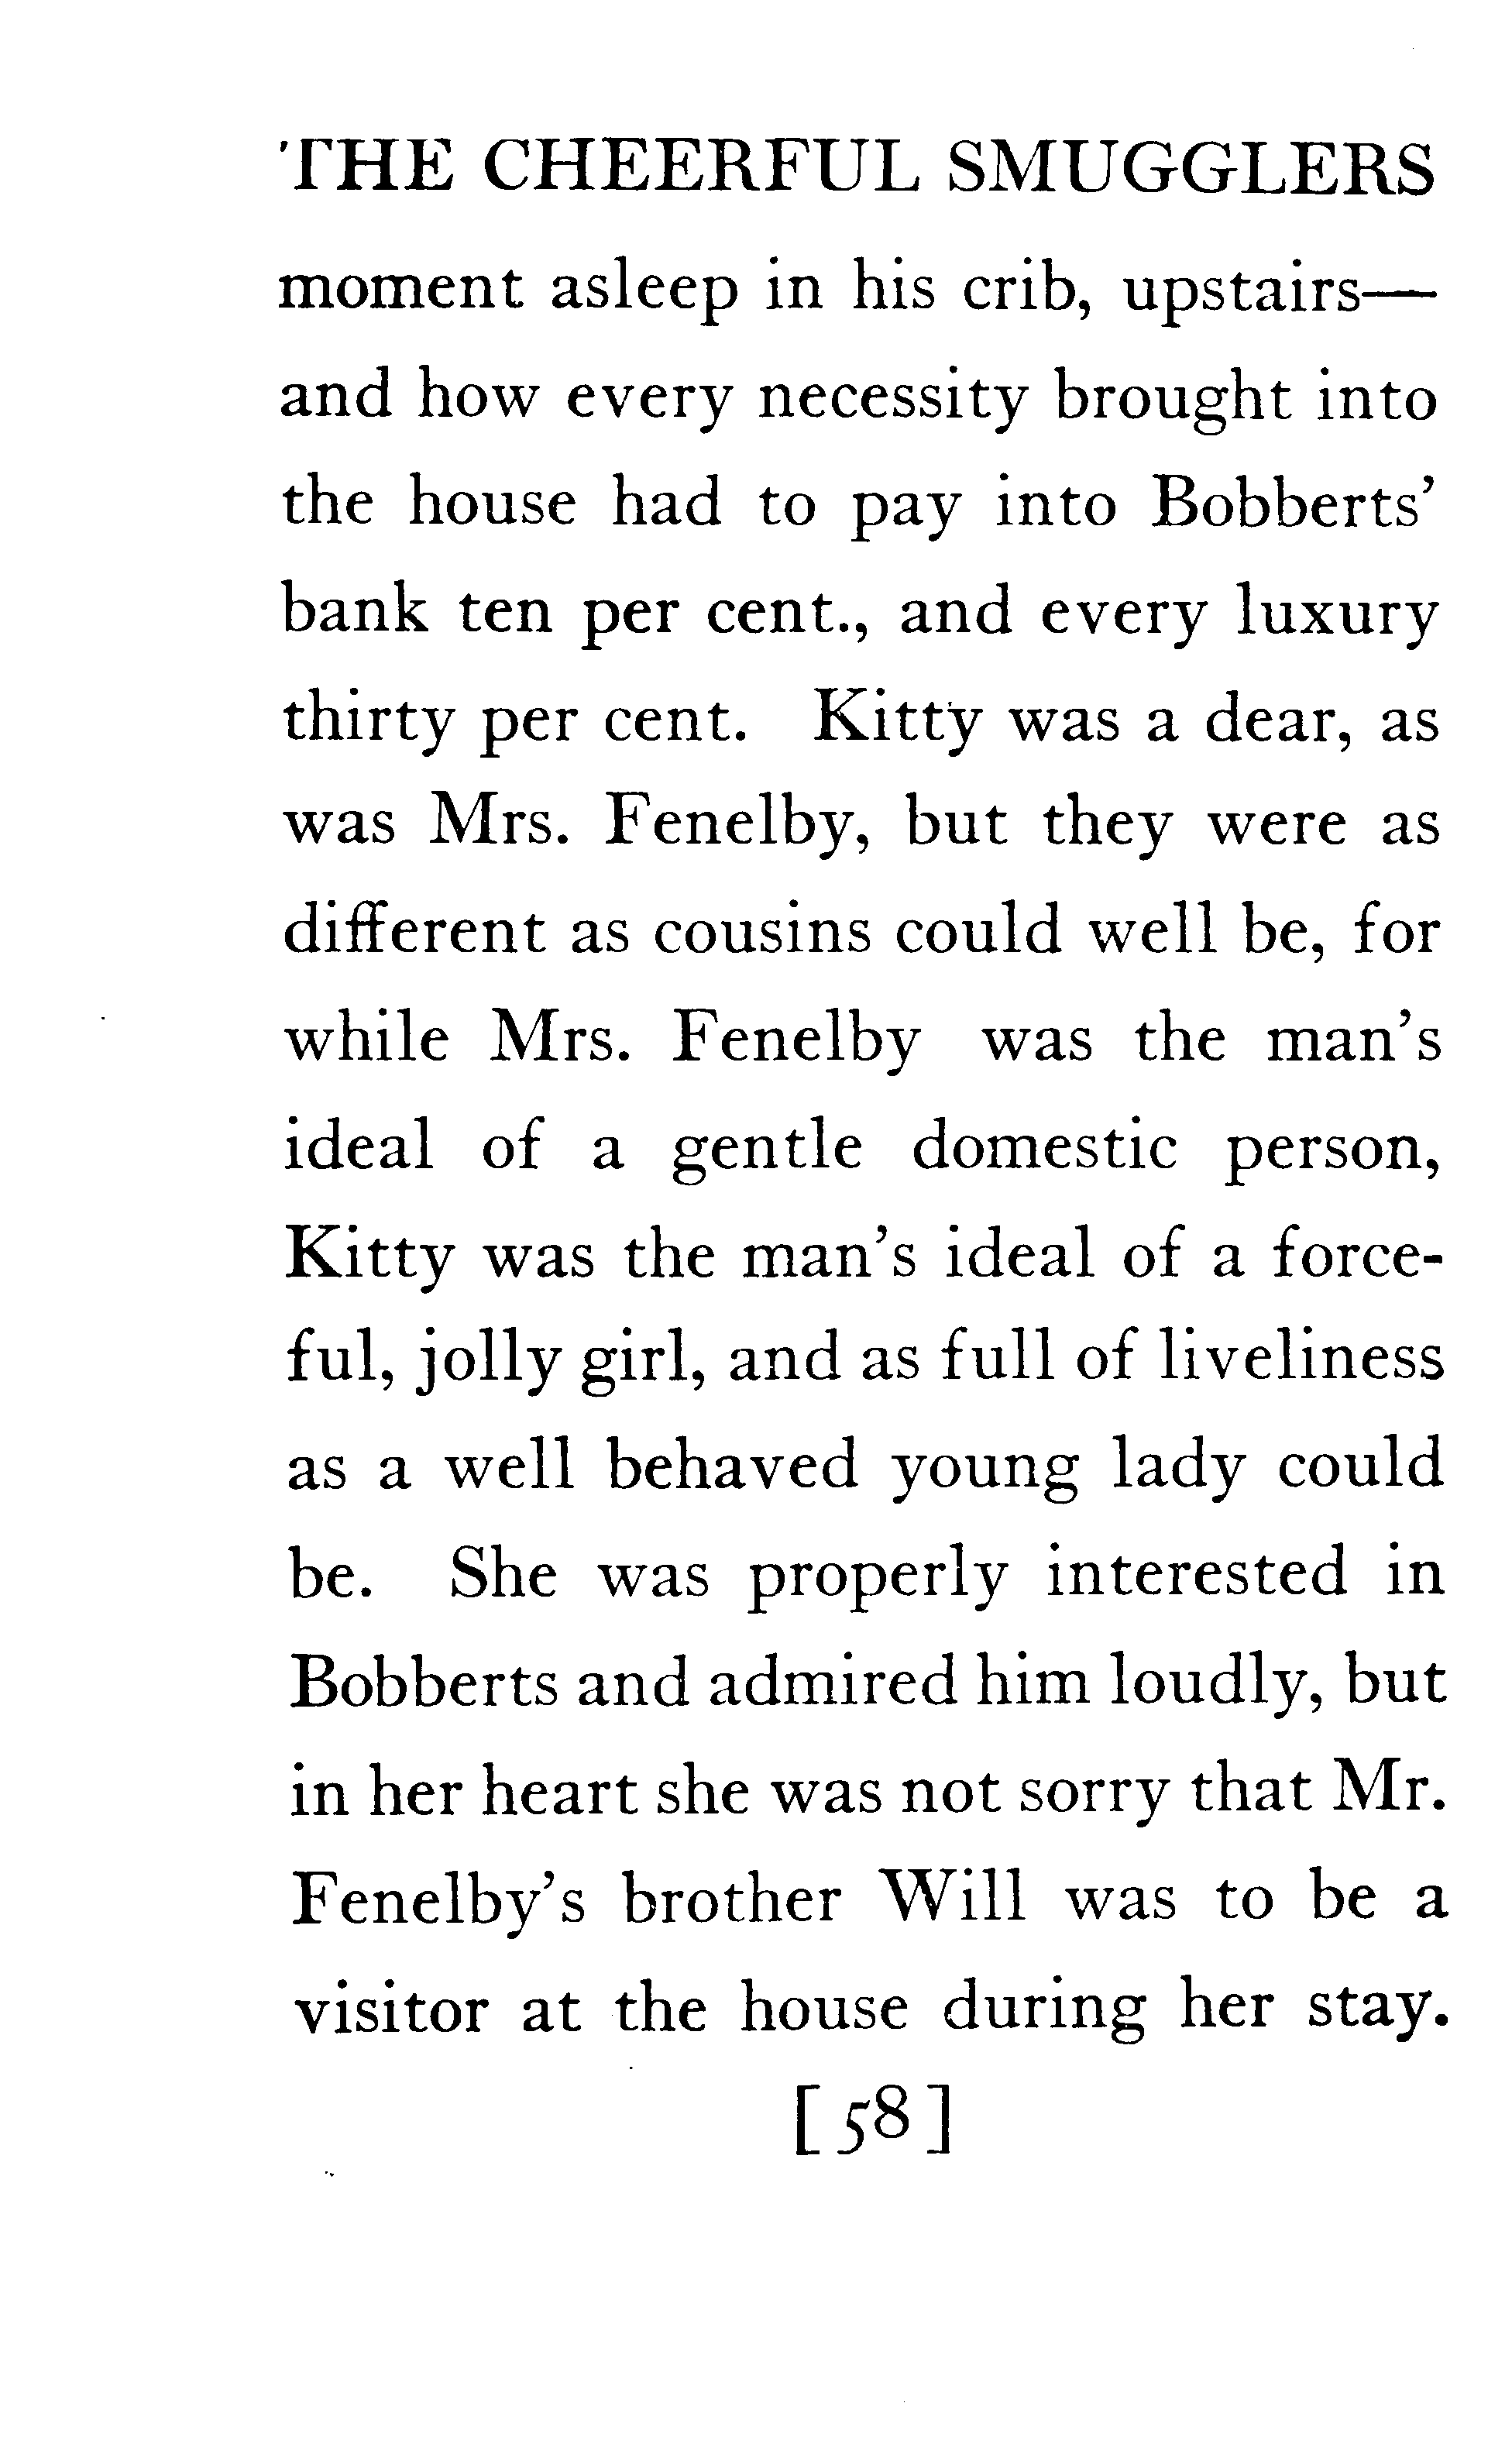 THE CHEERFUL SMUGGLERS
moment asleep in his crib, upstairs—
and how every necessity brought into
the house had to pay into Bobberts'
bank ten per cent., and every luxury
thirty per cent. Kitty was a dear, as
was Mrs. Fenelby, but they were as
different as cousins could well be, for
while Mrs. Fenelby was the man's
ideal of a gentle domestic person,
Kitty was the man's ideal of a force-
ful, jolly girl, and as full of liveliness
as a well behaved young lady could
be. She was properly interested in
Bobberts and admired him loudly, but
in her heart she was not sorry that Mr.
Fenelby's brother Will was to be a
visitor at the house during her stay.
[58]